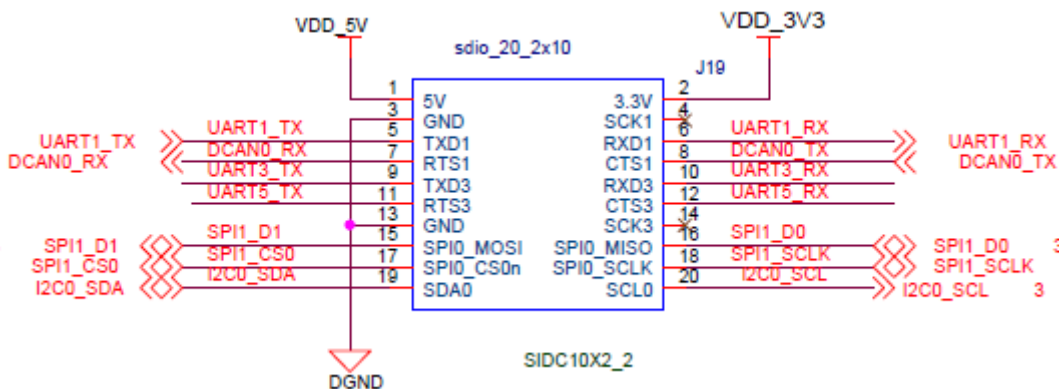 VDD_5V VDD_3V3
sdio_20_2x10
J19
1 5V 3.3V 2
3 GND SCK1 4
UART1_TX UART1_TX 5 TXD1 RXD1 6 UART1_RX UART1_RX
DCAN0_RX DCAN0_RX 7 RTS1 CTS1 8 DCAN0_TX DCAN0_TX
UART3_TX 9 TXD3 RXD3 10 UART3_RX
UART5_TX 11 RTS3 CTS3 12 UART5_RX
13 GND SCK3 14
SPI1_D1 SPI1_D1 15 SPI0_MOSI SPI0_MISO 16 SPI1_D0 SPI1_D0 3
SPI1_CS0 SPI1_CS0 17 SPI0_CS0n SPI0_SCLK 18 SPI1_SCLK SPI1_SCLK
I2C0_SDA I2C0_SDA 19 SDA0 SCL0 20 I2C0_SCL I2C0_SCL 3
SIDC10X2_2
DGND